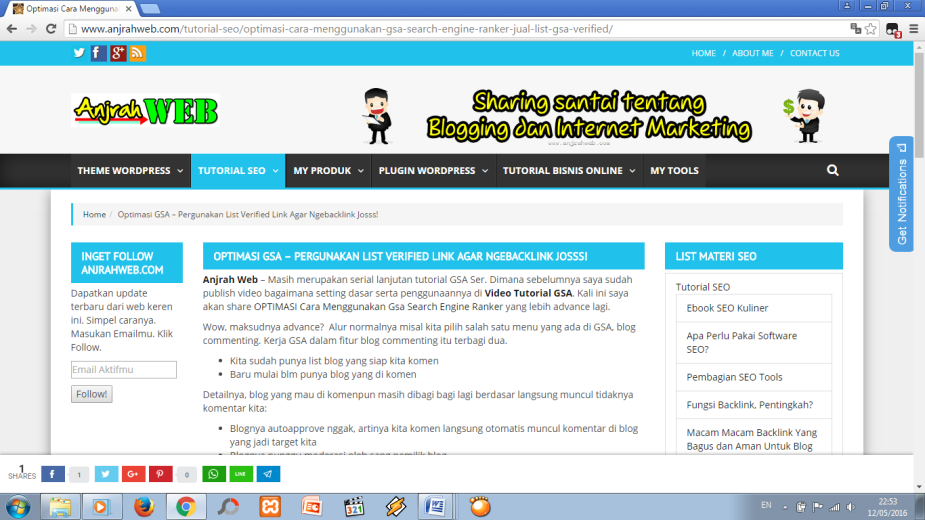 Optimasi Cara Menggunakan
www.anjrahweb.com/tutorial-seo/optimasi-cara-menggunakan-gsa-search-engine-ranker-jual-list-gsa-verified/
HOME / ABOUT ME / CONTACT US
Anjrah WEB
Sharing santai tentang
Blogging dan Internet Marketing
www.anjrahweb.com
THEME WORDPRESS TUTORIAL SEO MY PRODUK PLUGIN WORDPRESS TUTORIAL BISNIS ONLINE MY TOOLS
Get Notifications
Home / Optimasi GSA – Pergunakan List Verified Link Agar Ngebacklink Josss!
INGET FOLLOW
ANJRAHWEB.COM
Dapatkan update
terbaru dari web keren
ini. Simpel caranya.
Masukan Emailmu. Klik
Follow.
Email Aktifmu
Follow!
OPTIMASI GSA – PERGUNAKAN LIST VERIFIED LINK AGAR NGEBACKLINK JOSSS!
Anjrah Web – Masih merupakan serial lanjutan tutorial GSA Ser. Dimana sebelumnya saya sudah
publish video bagaimana setting dasar serta penggunaannya di Video Tutorial GSA. Kali ini saya
akan share OPTIMASI Cara Menggunakan Gsa Search Engine Ranker yang lebih advance lagi.
Wow, maksudnya advance? Alur normalnya misal kita pilih salah satu menu yang ada di GSA, blog
commenting. Kerja GSA dalam fitur blog commenting itu terbagi dua.
• Kita sudah punya list blog yang siap kita komen
• Baru mulai blm punya blog yang di komen
Detailnya, blog yang mau di komenpun masih dibagi bagi lagi berdasar langsung muncul tidaknya
komentar kita:
• Blognya autoapprove nggak, artinya kita komen langsung otomatis muncul komentar di blog
yang jadi target kita
LIST MATERI SEO
Tutorial SEO
Ebook SEO Kuliner
Apa Perlu Pakai Software
SEO?
Pembagian SEO Tools
Fungsi Backlink, Pentingkah?
Macam Macam Backlink Yang
Bagus dan Aman Untuk Blog
1
SHARES
1
0
LINE
EN
22:53
12/05/2016